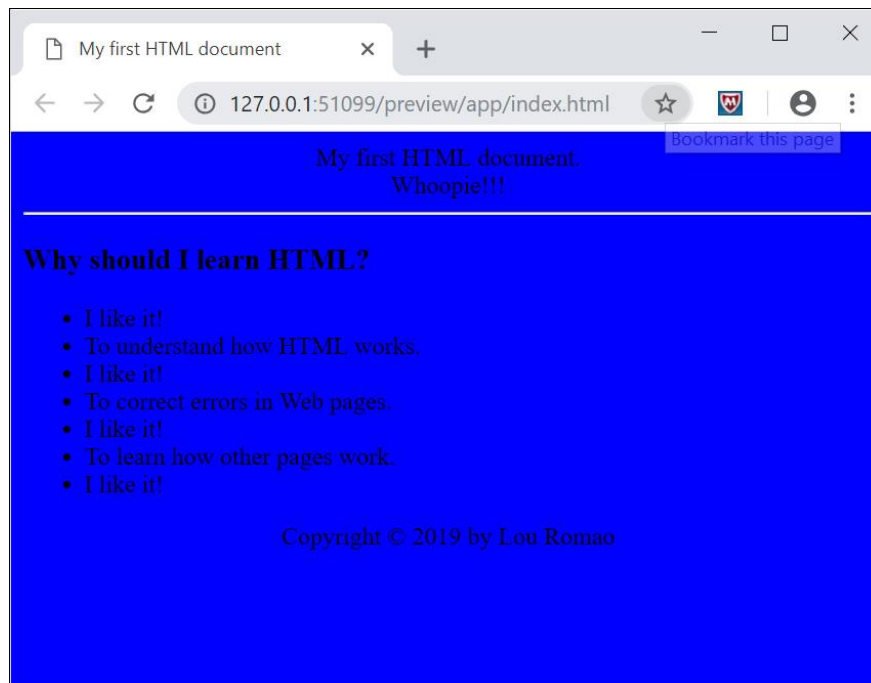 My first HTML document
127.0.0.1:51099/preview/app/index.html
Bookmark this page
My first HTML document.
Whoopie!!!
Why should I learn HTML?
• I like it!
• To understand how HTML works.
• I like it!
• To correct errors in Web pages.
• I like it!
• To learn how other pages work.
• I like it!
Copyright © 2019 by Lou Romao